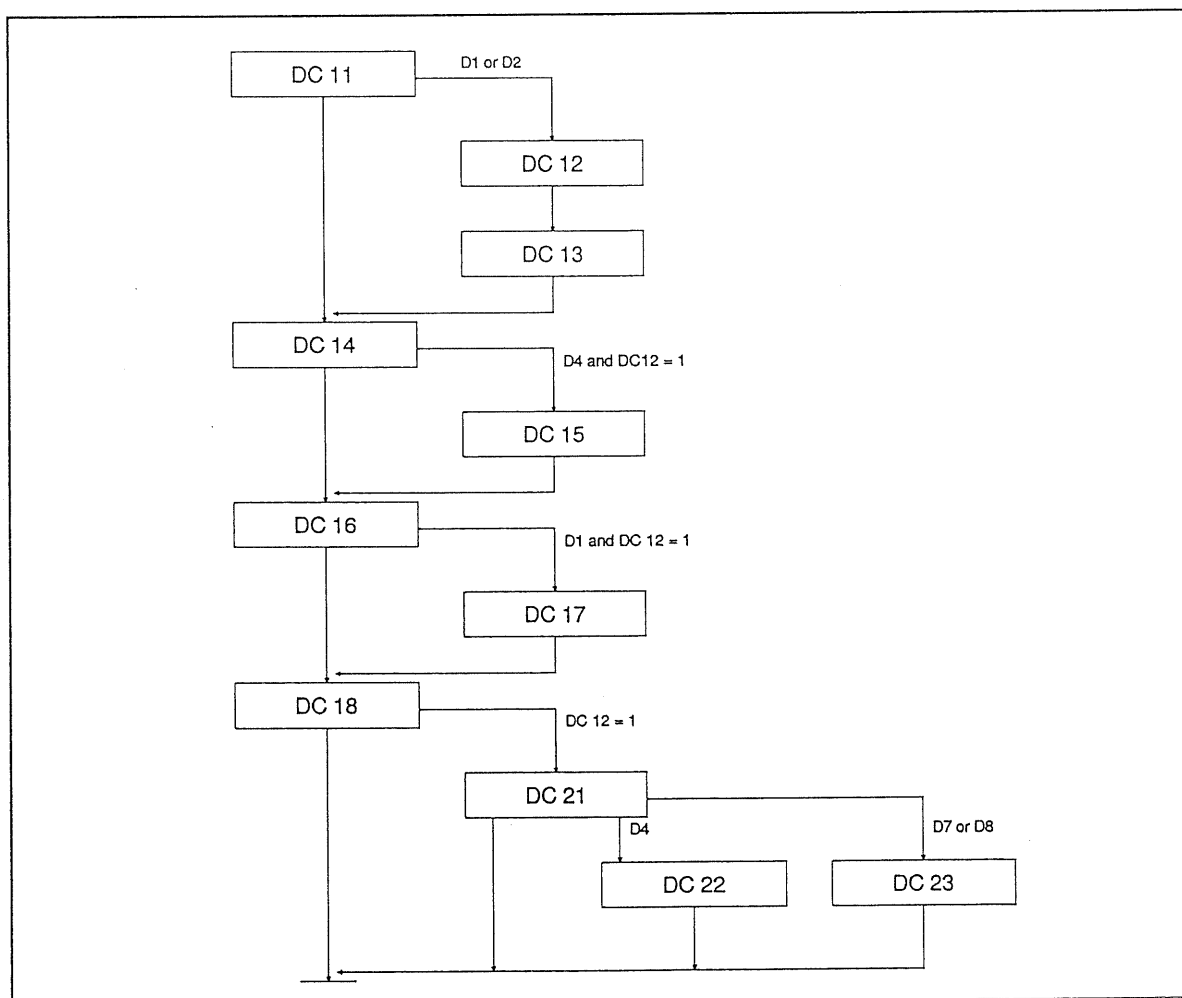 DC 11
D1 or D2
DC 12
DC 13
DC 14
D4 and DC12 = 1
DC 15
DC 16
D1 and DC 12 = 1
DC 17
DC 18
DC 12 = 1
DC 21
D4
D7 or D8
DC 22
DC 23